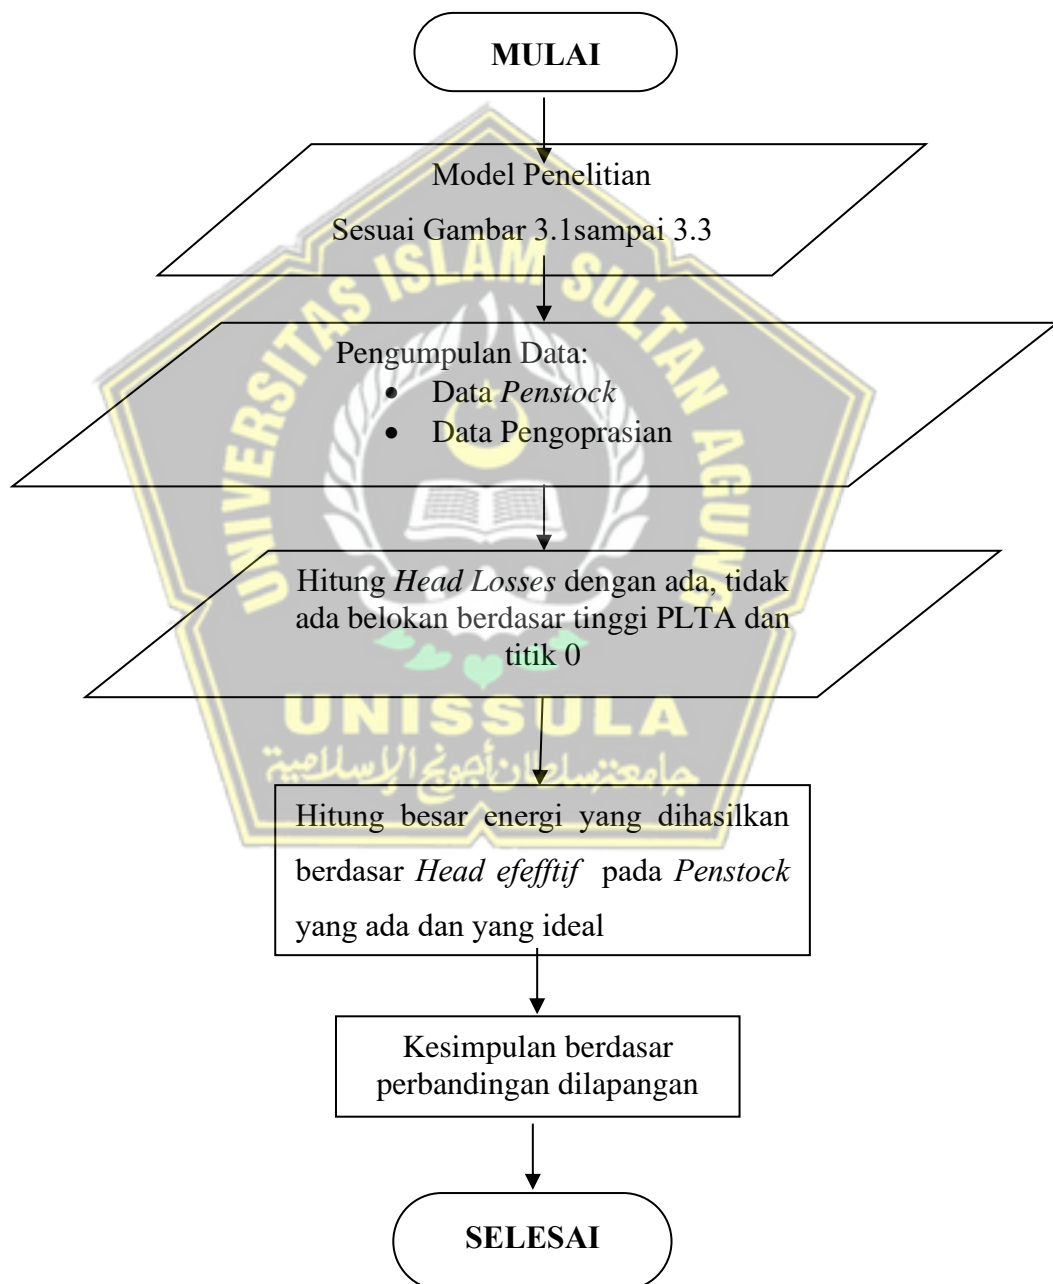 MULAI
Model Penelitian
Sesuai Gambar 3.1sampai 3.3
UNIVERSITAS ISLAM SULTAN AGUNG
Pengumpulan Data:
• Data Penstock
• Data Pengoprasian
Hitung Head Losses dengan ada, tidak
ada belokan berdasar tinggi PLTA dan
titik 0
UNISSULA
جامعتسلطان أجونج الإسلامية
Hitung besar energi yang dihasilkan
berdasar Head efefftif pada Penstock
yang ada dan yang ideal
Kesimpulan berdasar
perbandingan dilapangan
SELESAI